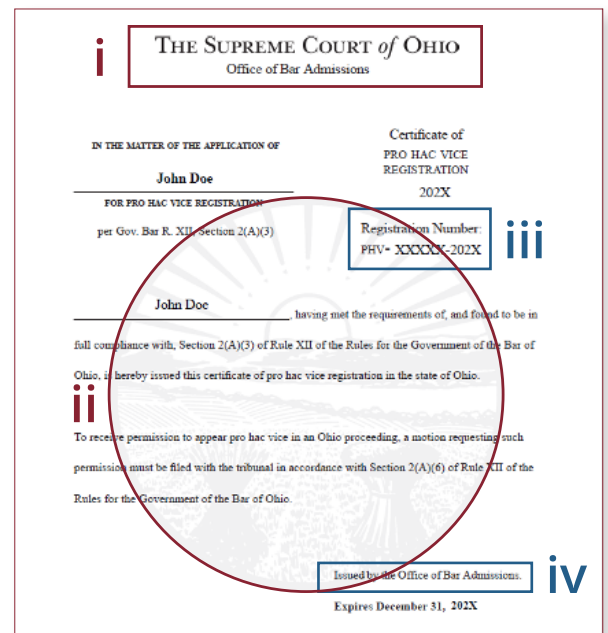 i
THE SUPREME COURT of OHIO
Office of Bar Admissions
IN THE MATTER OF THE APPLICATION OF
John Doe
FOR PRO HAC VICE REGISTRATION
per Gov. Bar R. XII, Section 2(A)(3)
Certificate of
PRO HAC VICE
REGISTRATION
202X
Registration Number:
PHV- XXXXX-202X
iii
John Doe, having met the requirements of, and found to be in
full compliance with, Section 2(A)(3) of Rule XII of the Rules for the Government of the Bar of
Ohio, is hereby issued this certificate of pro hac vice registration in the state of Ohio.
ii
To receive permission to appear pro hac vice in an Ohio proceeding, a motion requesting such
permission must be filed with the tribunal in accordance with Section 2(A)(6) of Rule XII of the
Rules for the Government of the Bar of Ohio.
Issued by the Office of Bar Admissions.
iv
Expires December 31, 202X